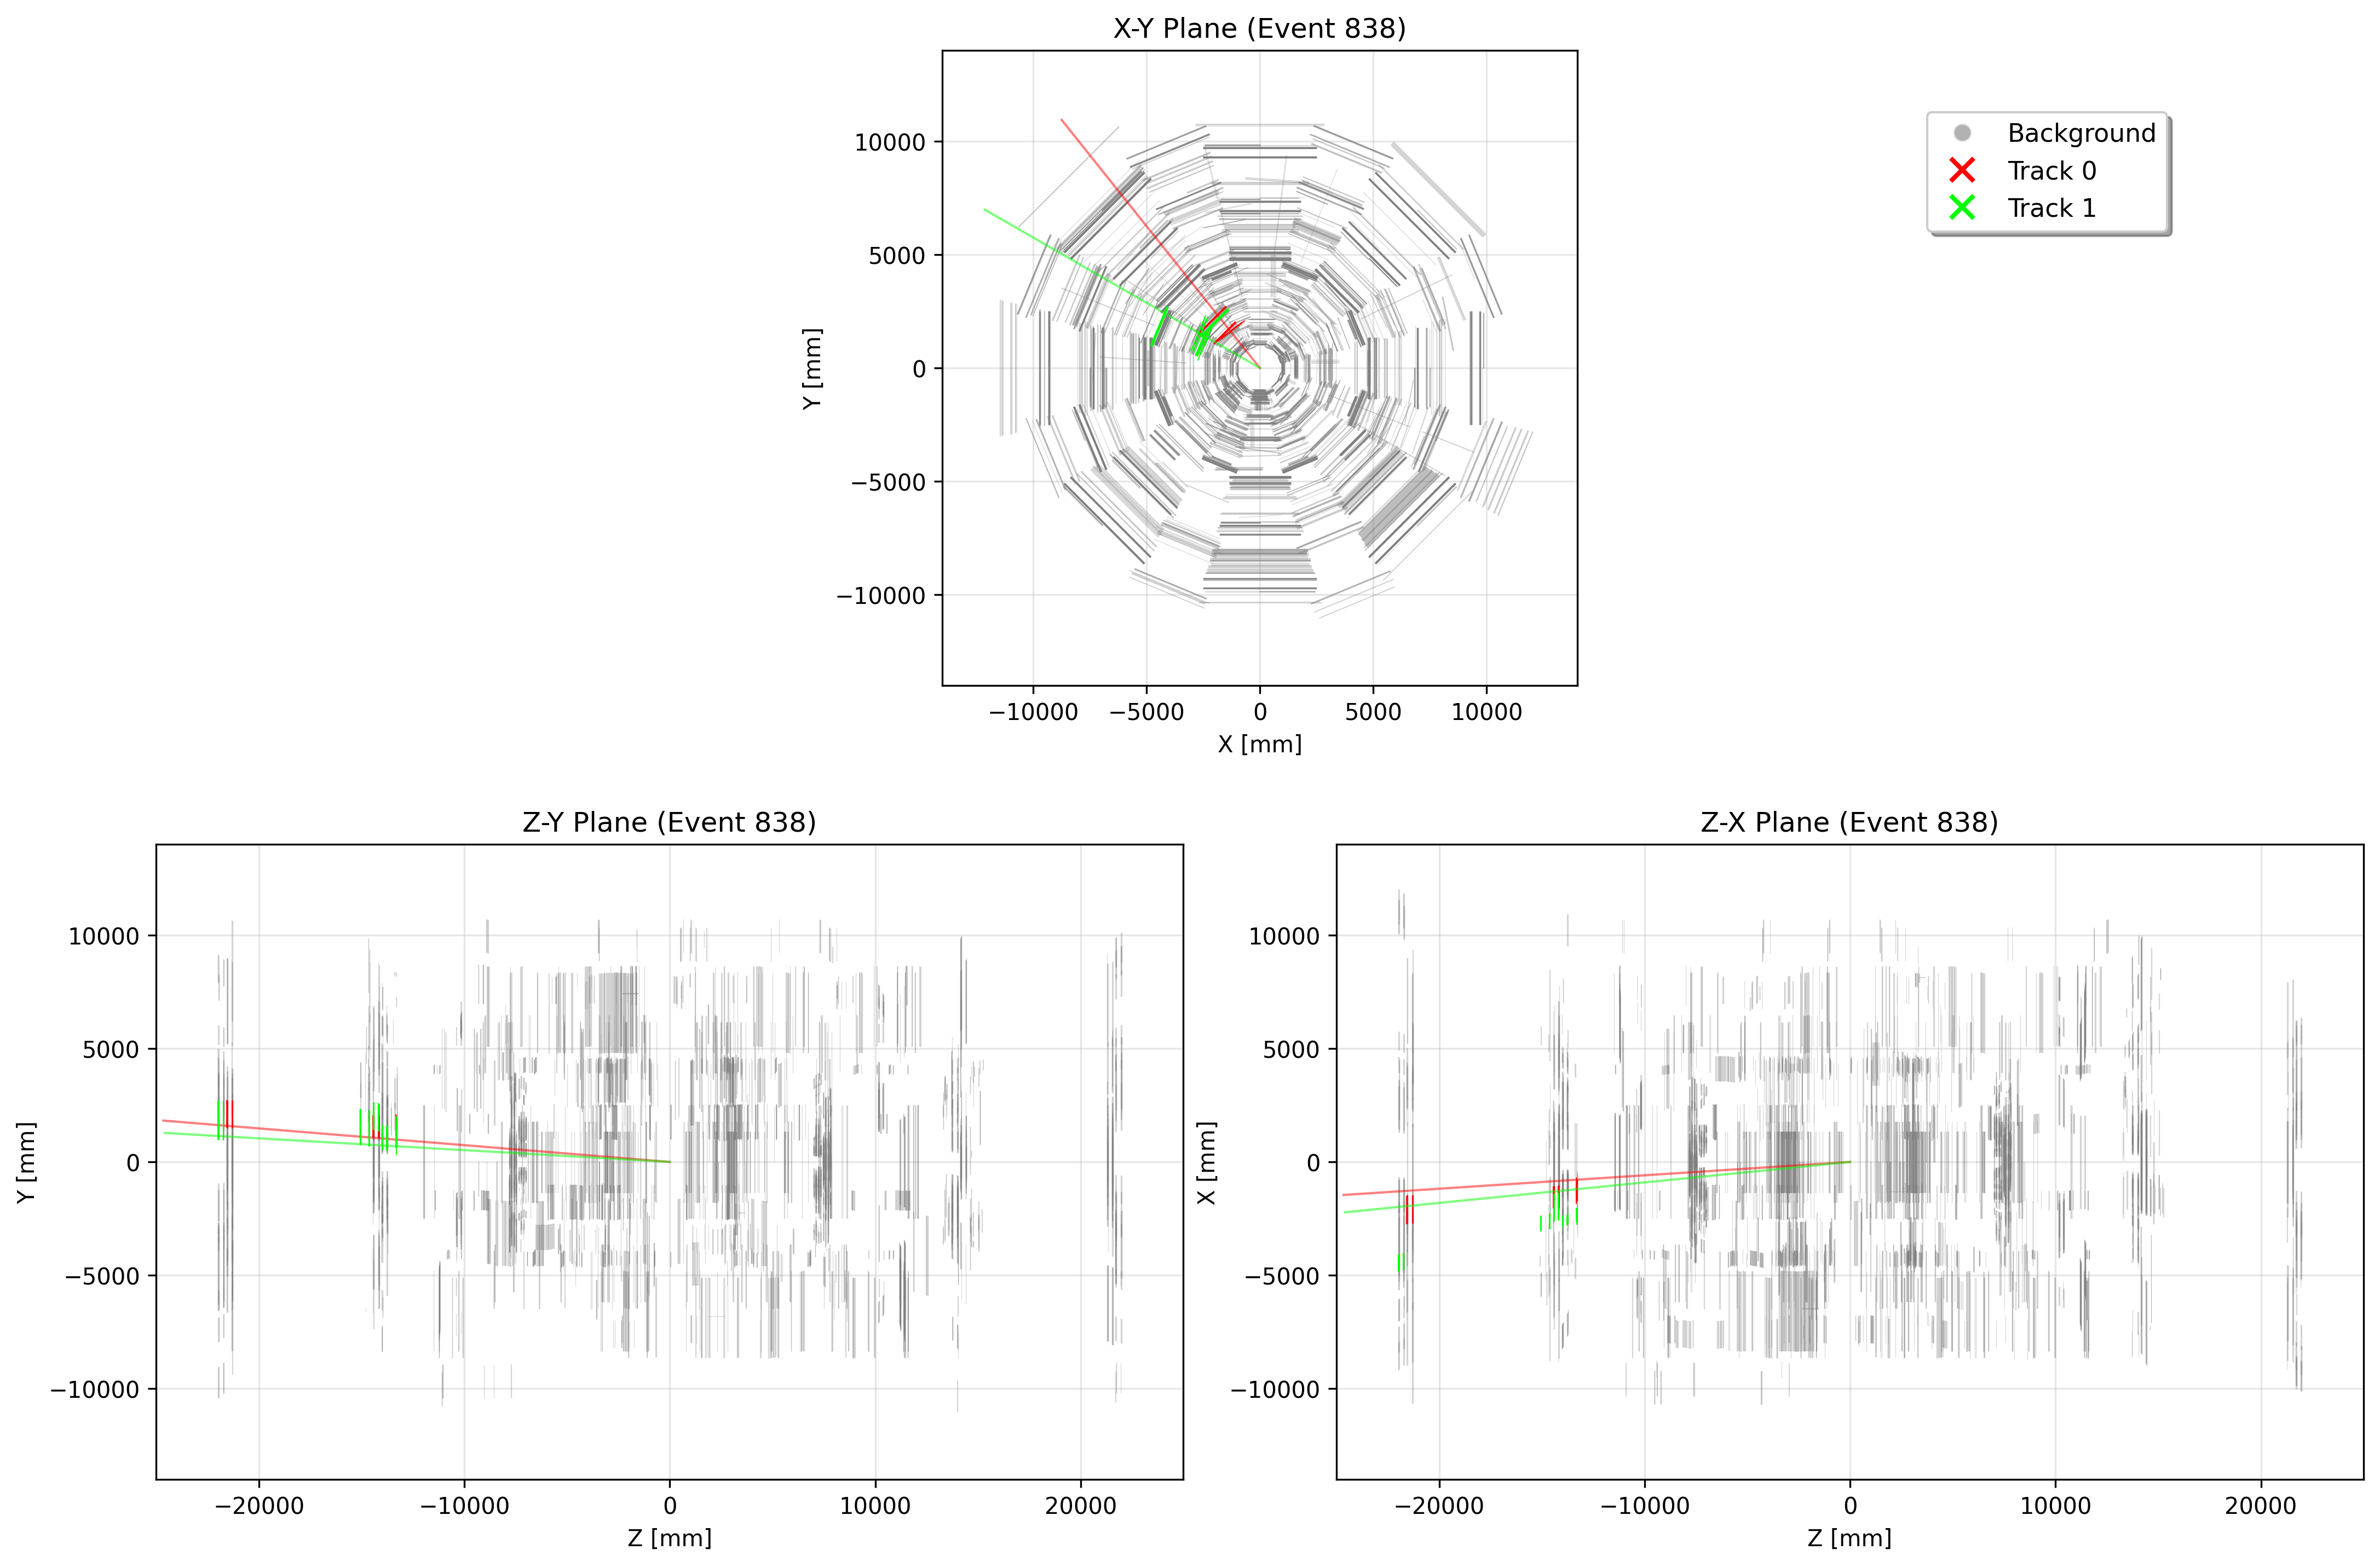 X-Y Plane (Event 838)
10000
5000
0
−5000
−10000
Y [mm]
−10000 −5000 0 5000 10000
X [mm]
Background
Track 0
Track 1
Z-Y Plane (Event 838)
10000
5000
0
−5000
−10000
Y [mm]
−20000 −10000 0 10000 20000
Z [mm]
Z-X Plane (Event 838)
10000
5000
0
−5000
−10000
X [mm]
−20000 −10000 0 10000 20000
Z [mm]